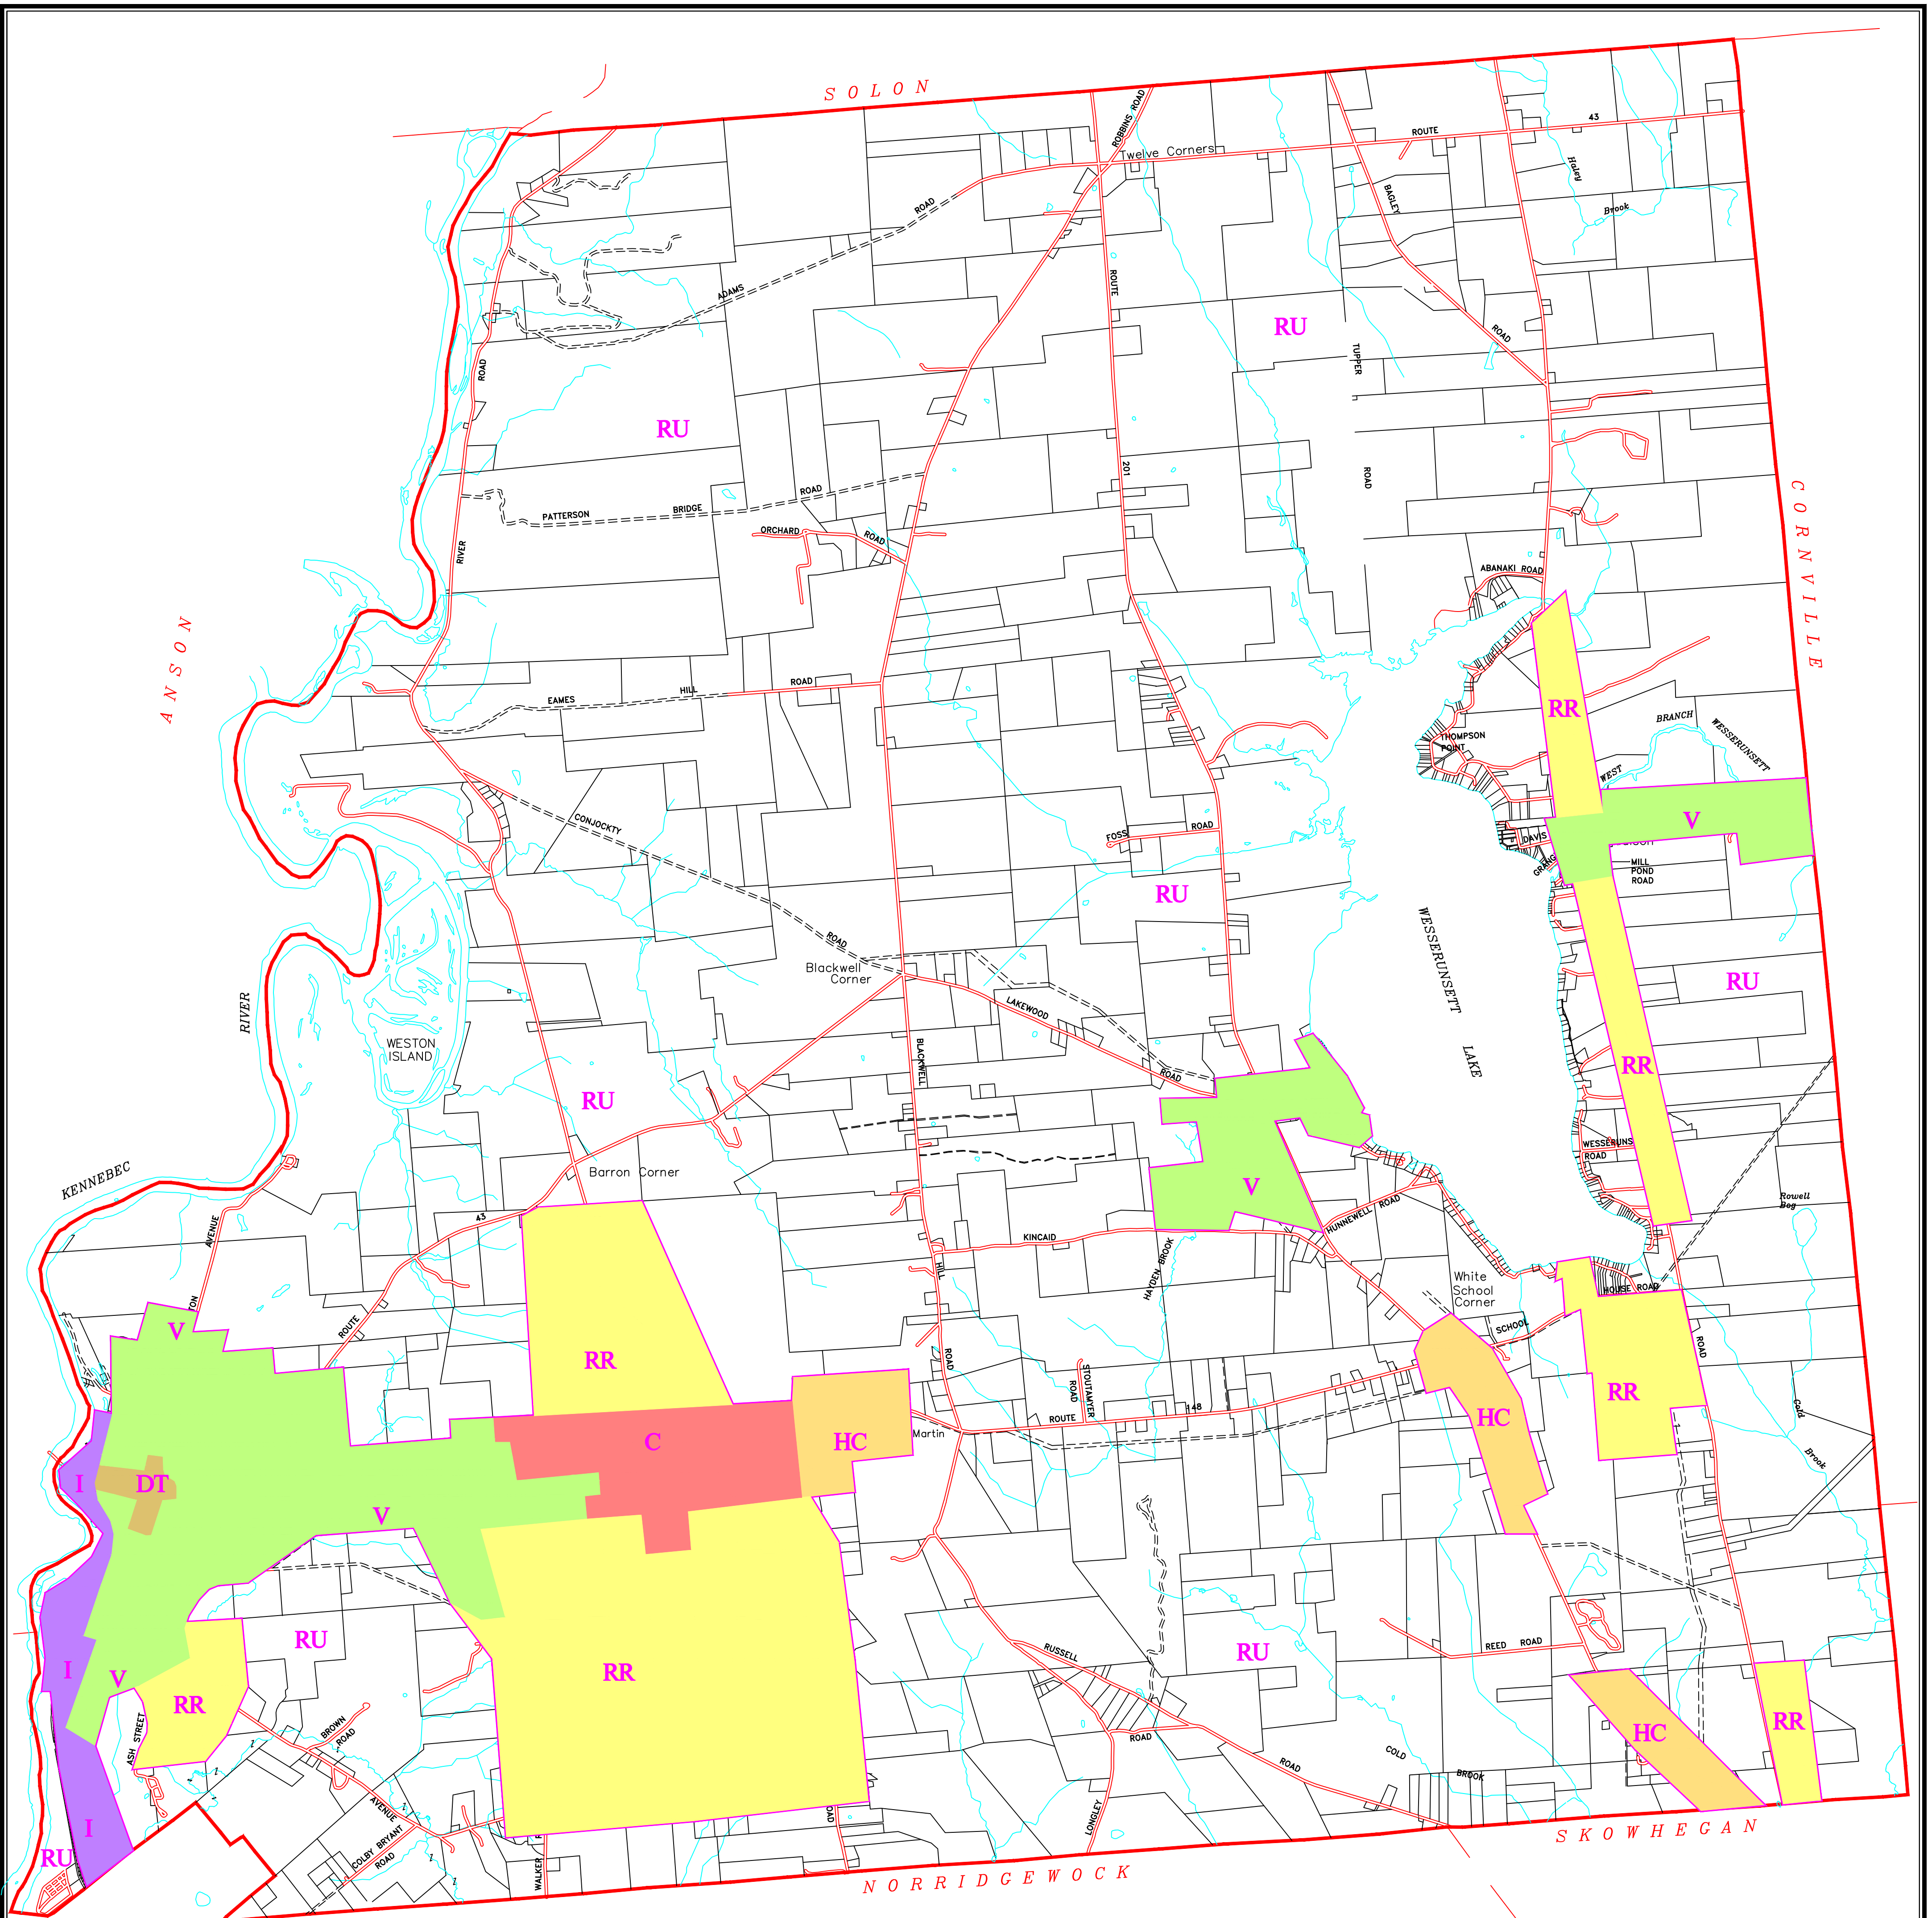 SOLON
ROBBINS ROAD
Twelve Corners
ROUTE
43
Haley
Brook
BAGLEY
ROAD
ROAD
ADAMS
ROUTE
RU
TUPPER
ROAD
ROAD
RU
201
ROAD
CORNVILLE
PATTERSON
BRIDGE
ROAD
ORCHARD
ROAD
RIVER
ABANAKI ROAD
ANSON
EAMES
HILL
ROAD
RR
BRANCH
WESSERUNSETT
WEST
THOMPSON
POINT
CONJOCKTY
FOSS
ROAD
V
DAVIS
GRANG
MILL
POND
ROAD
RU
WESSERUNSETT
LAKE
ROAD
Blackwell
Corner
LAKEWOOD
ROAD
RU
RIVER
WESTON
ISLAND
BLACKWELL
RR
RU
WESSERUNS
ROAD
Barron Corner
KENNEBEC
V
Rowell
Bog
AVENUE
43
HUNNEWELL ROAD
KINCAID
HAYDEN BROOK
HILL
White
School
Corner
HOUSE ROAD
TON
V
ROUTE
RR
ROAD
STOUTAMYER
ROAD
SCHOOL
ROAD
RR
Cold
Brook
ROUTE
148
Martin
HC
C
HC
I
DT
V
RU
I
V
RR
RR
RUSSELL
RU
REED ROAD
ROAD
ROAD
ASH STREET
BROWN
ROAD
AVENUE
COLBY BRYANT
ROAD
COLD
BROOK
HC
RR
I
RU
WALKER
OAD
LONGLEY
SKOWHEGAN
NORRIDGEWOCK